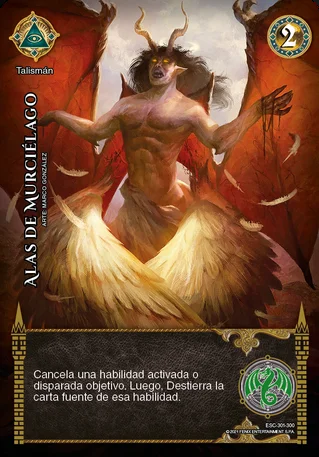 Talismán
2
ALAS DE MURCIÉLAGO
ARTE: MARCO GONZALEZ
Cancela una habilidad activada o
disparada objetivo. Luego, Destierra la
carta fuente de esa habilidad.
ESC-301-300
©2021 FENIX ENTERTAINMENT S.P.A.